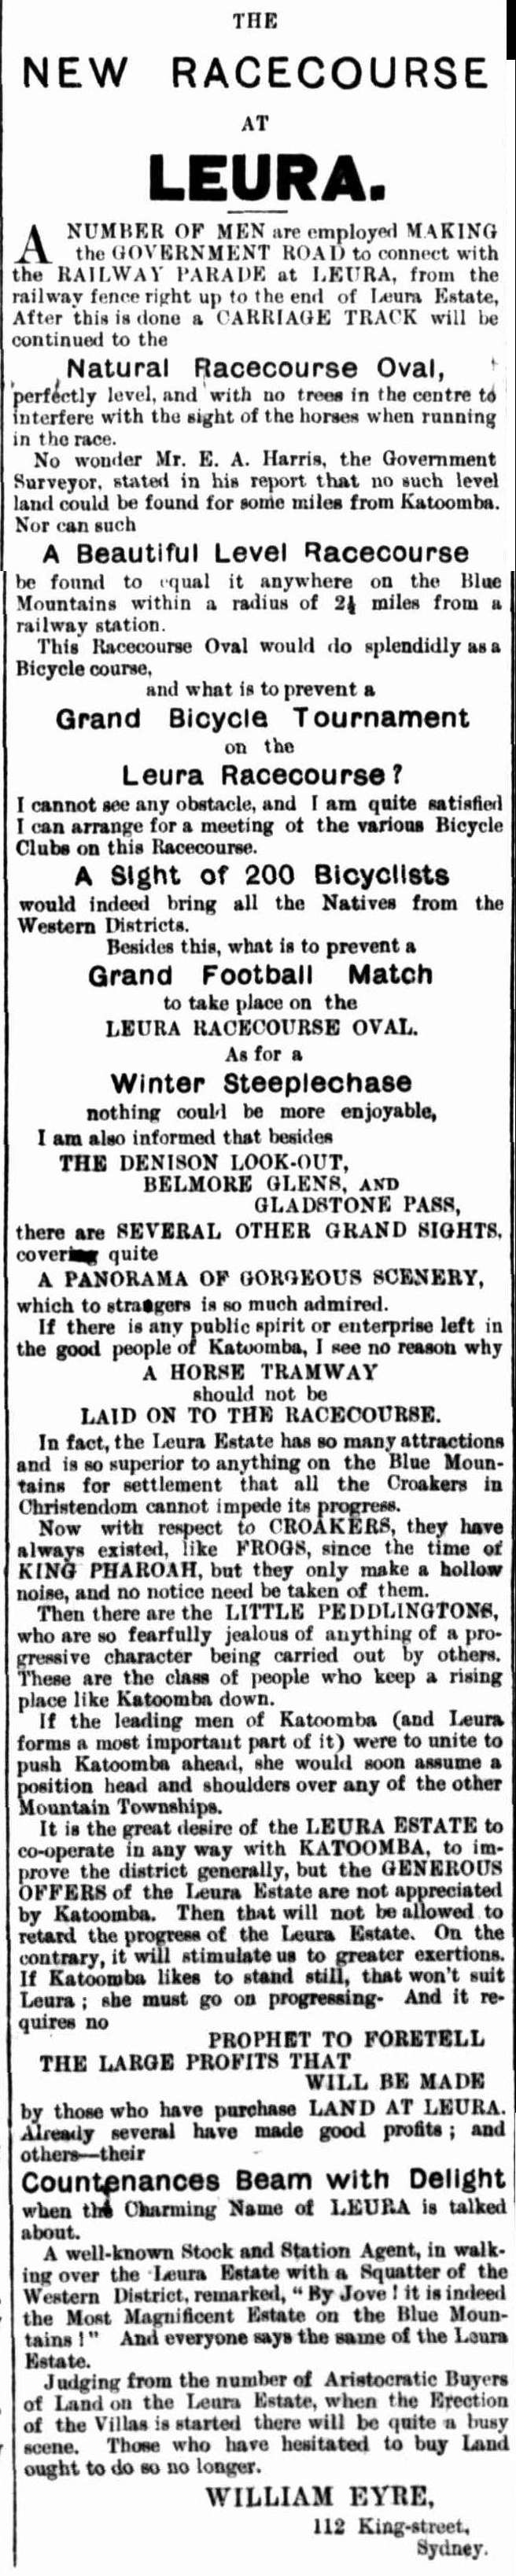 THE
NEW RACECOURSE
AT
LEURA.
A NUMBER OF MEN are employed MAKING
the GOVERNMENT ROAD to connect with
the RAILWAY PARADE at LEURA, from the
railway fence right up to the end of Leura Estate,
After this is done a CARRIAGE TRACK will be
continued to the
Natural Racecourse Oval,
perfectly level, and with no trees in the centre to
interfere with the sight of the horses when running
in the race.
No wonder Mr. E. A. Harris, the Government
Surveyor, stated in his report that no such level
land could be found for some miles from Katoomba.
Nor can such
A Beautiful Level Racecourse
be found to equal it anywhere on the Blue
Mountains within a radius of 2½ miles from a
railway station.
This Racecourse Oval would do splendidly as a
Bicycle course,
and what is to prevent a
Grand Bicycle Tournament
on the
Leura Racecourse?
I cannot see any obstacle, and I am quite satisfied
I can arrange for a meeting of the various Bicycle
Clubs on this Racecourse.
A Sight of 200 Bicyclists
would indeed bring all the Natives from the
Western Districts.
Besides this, what is to prevent a
Grand Football Match
to take place on the
LEURA RACECOURSE OVAL.
As for a
Winter Steeplechase
nothing could be more enjoyable,
I am also informed that besides
THE DENISON LOOK-OUT,
BELMORE GLENS, AND
GLADSTONE PASS,
there are SEVERAL OTHER GRAND SIGHTS,
covering quite
A PANORAMA OF GORGEOUS SCENERY,
which to strangers is so much admired.
If there is any public spirit or enterprise left in
the good people of Katoomba, I see no reason why
A HORSE TRAMWAY
should not be
LAID ON TO THE RACECOURSE.
In fact, the Leura Estate has so many attractions
and is so superior to anything on the Blue Moun-
tains for settlement that all the Croakers in
Christendom cannot impede its progress.
Now with respect to CROAKERS, they have
always existed, like FROGS, since the time of
KING PHAROAH, but they only make a hollow
noise, and no notice need be taken of them.
Then there are the LITTLE PEDDLINGTONS,
who are so fearfully jealous of anything of a pro-
gressive character being carried out by others.
These are the class of people who keep a rising
place like Katoomba down.
If the leading men of Katoomba (and Leura
forms a most important part of it) were to unite to
push Katoomba ahead, she would soon assume a
position head and shoulders over any of the other
Mountain Townships.
It is the great desire of the LEURA ESTATE to
co-operate in any way with KATOOMBA, to im-
prove the district generally, but the GENEROUS
OFFERS of the Leura Estate are not appreciated
by Katoomba. Then that will not be allowed to
retard the progress of the Leura Estate. On the
contrary, it will stimulate us to greater exertions.
If Katoomba likes to stand still, that won't suit
Leura; she must go on progressing. And it re-
quires no
PROPHET TO FORETELL
THE LARGE PROFITS THAT
WILL BE MADE
by those who have purchase LAND AT LEURA.
Already several have made good profits; and
others—their
Countenances Beam with Delight
when the Charming Name of LEURA is talked
about.
A well-known Stock and Station Agent, in walk-
ing over the Leura Estate with a Squatter of the
Western District, remarked, "By Jove! it is indeed
the Most Magnificent Estate on the Blue Moun-
tains!" And everyone says the same of the Leura
Estate.
Judging from the number of Aristocratic Buyers
of Land on the Leura Estate, when the Erection
of the Villas is started there will be quite a busy
scene. Those who have hesitated to buy Land
ought to do so no longer.
WILLIAM EYRE,
112 King-street,
Sydney.